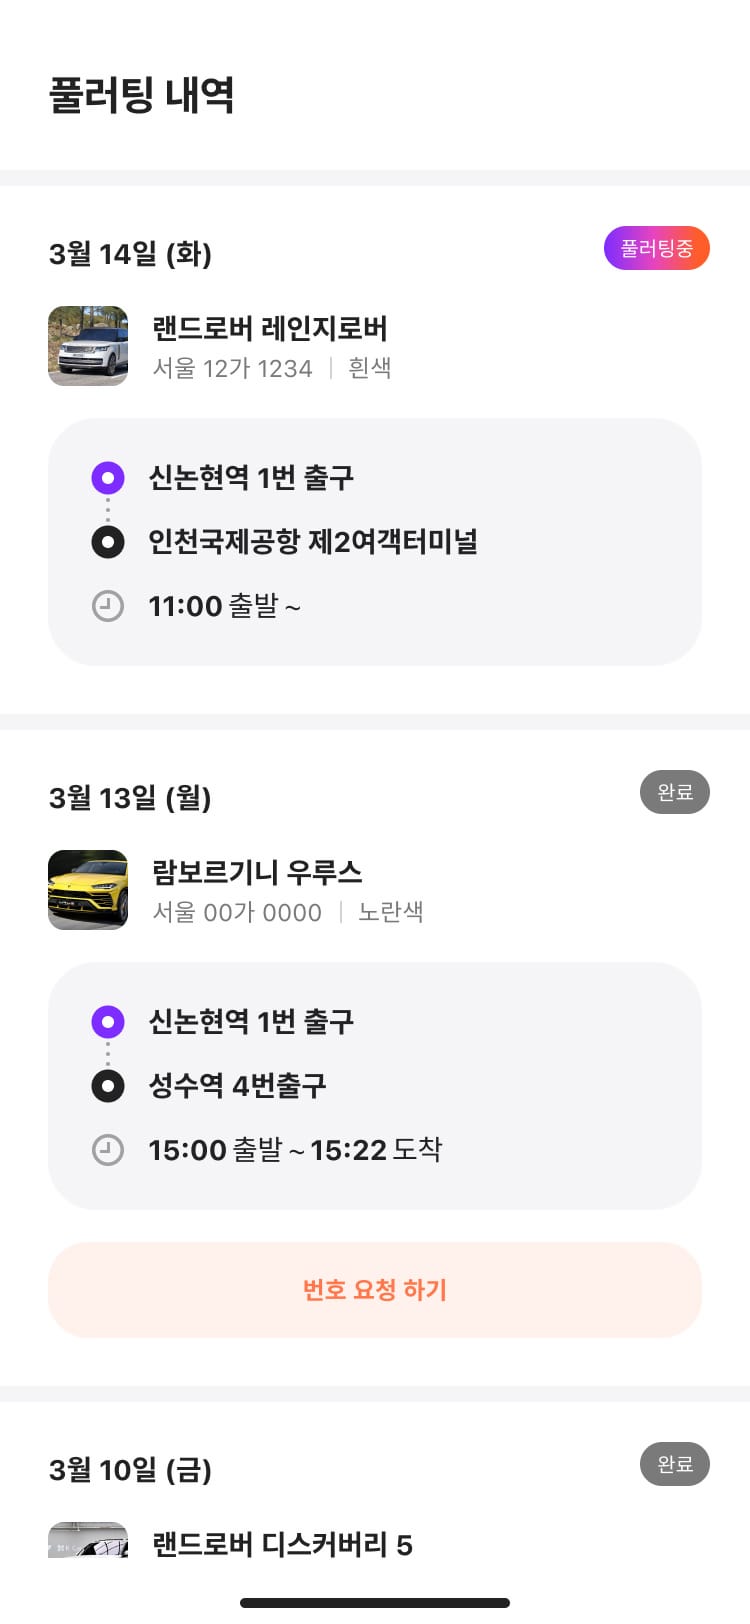 풀러팅 내역
3월 14일 (화)
풀러팅중
랜드로버 레인지로버
서울 12가 1234 | 흰색
신논현역 1번 출구
인천국제공항 제2여객터미널
11:00 출발 ~
3월 13일 (월)
완료
람보르기니 우루스
서울 00가 0000 | 노란색
신논현역 1번 출구
성수역 4번출구
15:00 출발 ~ 15:22 도착
번호 요청 하기
3월 10일 (금)
완료
랜드로버 디스커버리 5